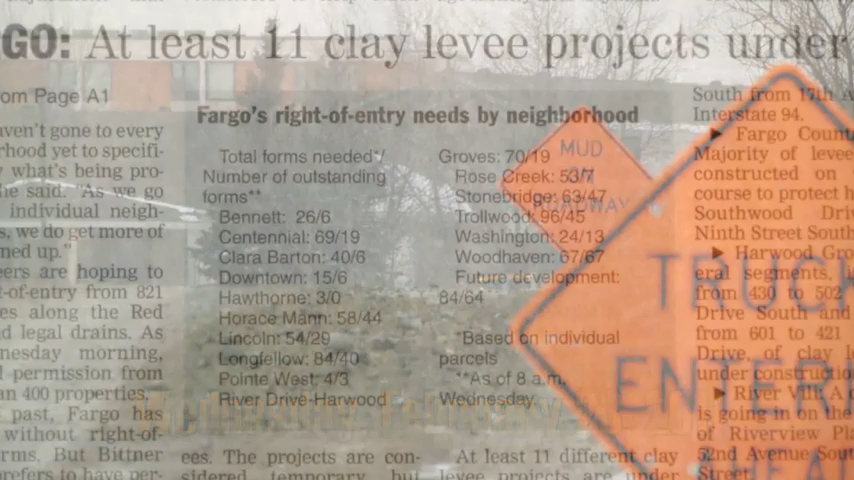 GO: At least 11 clay levee projects under
om Page A1
aven't gone to every
rhood yet to specifi-
y what's being pro-
he said. "As we go
individual neigh-
s, we do get more of
ned up."
eers are hoping to
t-of-entry from 821
es along the Red
d legal drains. As
nesday morning,
l permission from
an 400 properties.
past, Fargo has
without right-of-
rms. But Bittner
refers to have per-
Fargo's right-of-entry needs by neighborhood
Total forms needed*/
Number of outstanding
forms**
Bennett: 26/6
Centennial: 69/19
Clara Barton: 40/6
Downtown: 15/6
Hawthorne: 3/0
Horace Mann: 58/44
Lincoln: 54/29
Longfellow: 84/40
Pointe West: 4/3
River Drive-Harwood
Groves: 70/19
Rose Creek: 53/7
Stonebridge: 63/47
Trollwood: 96/45
Washington: 24/13
Woodhaven: 67/67
Future development:
84/64
*Based on individual
parcels
**As of 8 a.m.
Wednesday.
ees. The projects are con-
sidered temporary but
At least 11 different clay
levee projects are under
South from 17th A
Interstate 94.
▶ Fargo Count
Majority of levee
constructed on
course to protect h
Southwood Driv
Ninth Street South
▶ Harwood Gro
eral segments, li
from 430 to 502
Drive South and
from 601 to 421
Drive, of clay l
under construction
▶ River Vili. A c
is going in on the
of Riverview Pla
52nd Avenue Sout
Street.
MUD
ON
ROADWAY
TRUCK
ENTER
AHEAD
Wednesday, February